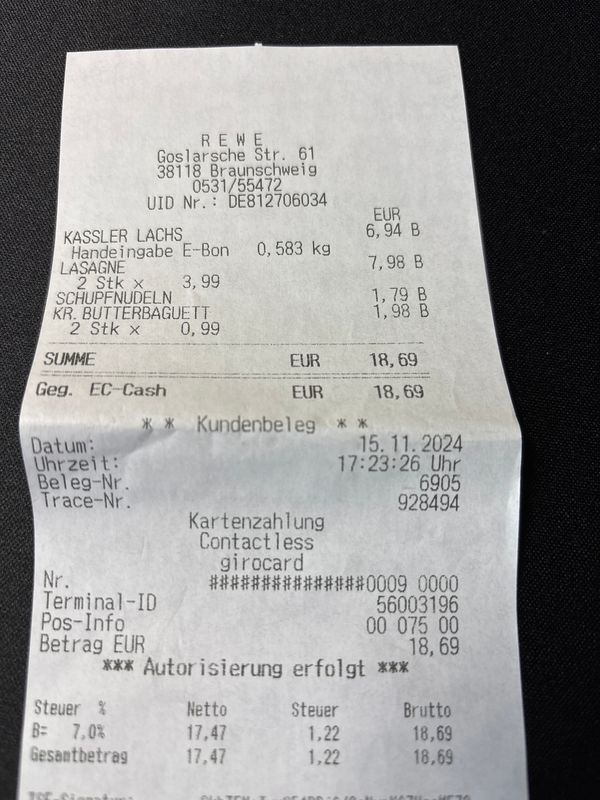 R E W E
Goslarsche Str. 61
38118 Braunschweig
0531/55472
UID Nr.: DE812706034
EUR
KASSLER LACHS 6,94 B
Handeingabe E-Bon 0,583 kg
LASAGNE 7,98 B
2 Stk x 3,99
SCHUPFNUDELN 1,79 B
KR.BUTTERBAGUETT 1,98 B
2 Stk x 0,99
SUMME EUR 18,69
Geg. EC-Cash EUR 18,69
* * Kundenbeleg * *
Datum: 15.11.2024
Uhrzeit: 17:23:26 Uhr
Beleg-Nr. 6905
Trace-Nr. 928494
Kartenzahlung
Contactless
girocard
Nr. ###############0009 0000
Terminal-ID 56003196
Pos-Info 00 075 00
Betrag EUR 18,69
*** Autorisierung erfolgt ***
Steuer % Netto Steuer Brutto
B= 7,0% 17,47 1,22 18,69
Gesamtbetrag 17,47 1,22 18,69